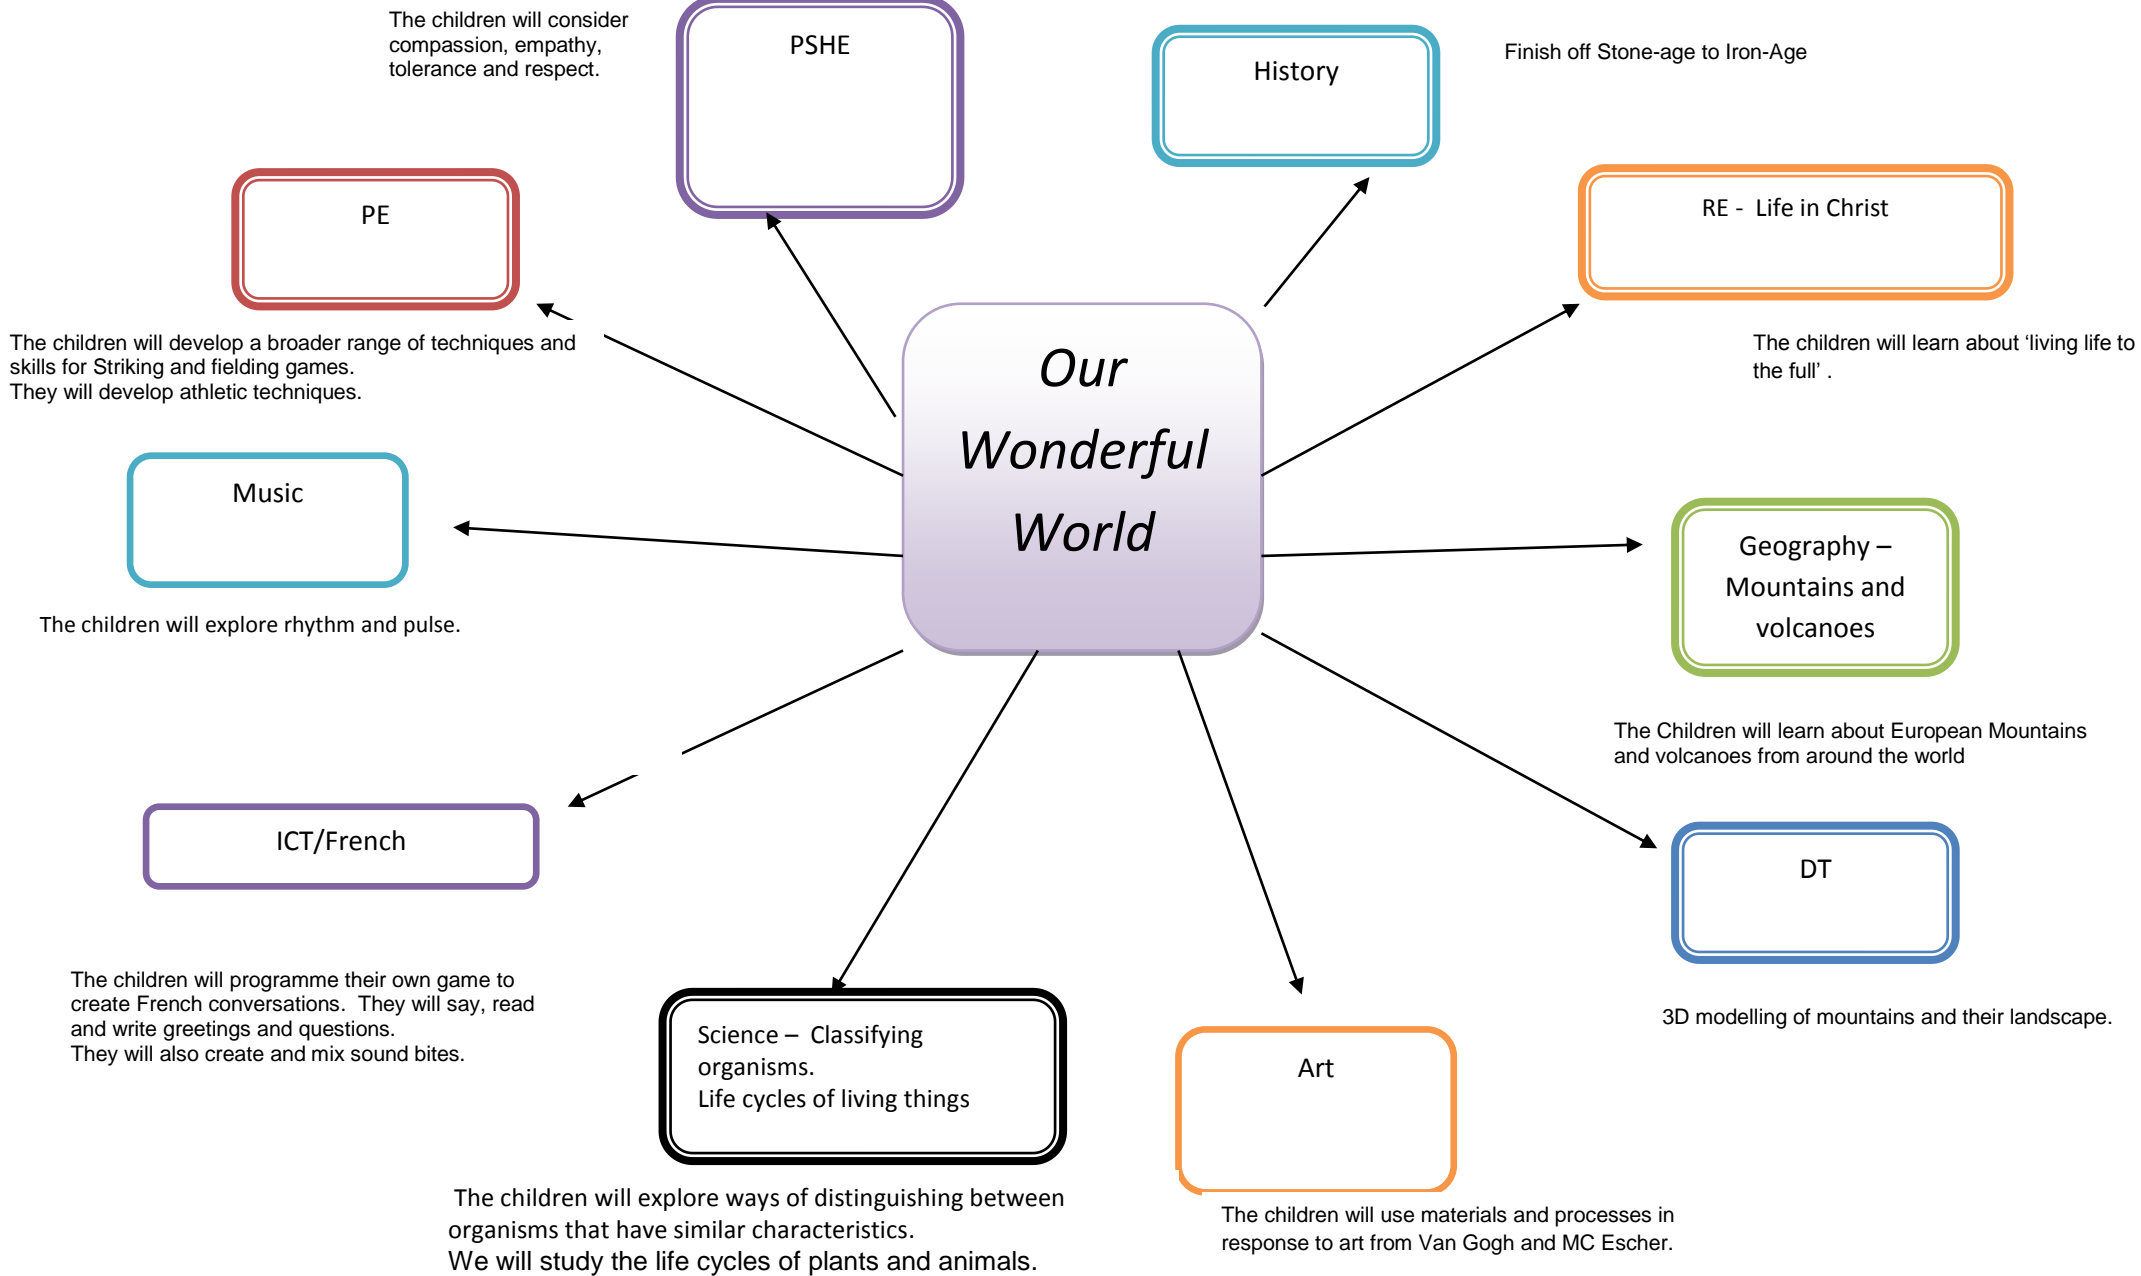 The children will consider
compassion, empathy,
tolerance and respect.
PSHE
History
Finish off Stone-age to Iron-Age
PE
RE -  Life in Christ
The children will develop a broader range of techniques and
skills for Striking and fielding games.
They will develop athletic techniques.
Our
Wonderful
World
The children will learn about ‘living life to
the full’ .
Music
The children will explore rhythm and pulse.
Geography –
Mountains and
volcanoes
The Children will learn about European Mountains
and volcanoes from around the world
ICT/French
DT
The children will programme their own game to
create French conversations.  They will say, read
and write greetings and questions.
They will also create and mix sound bites.
3D modelling of mountains and their landscape.
Science –  Classifying
organisms.
Life cycles of living things
Art
The children will explore ways of distinguishing between
organisms that have similar characteristics.
We will study the life cycles of plants and animals.
The children will use materials and processes in
response to art from Van Gogh and MC Escher.